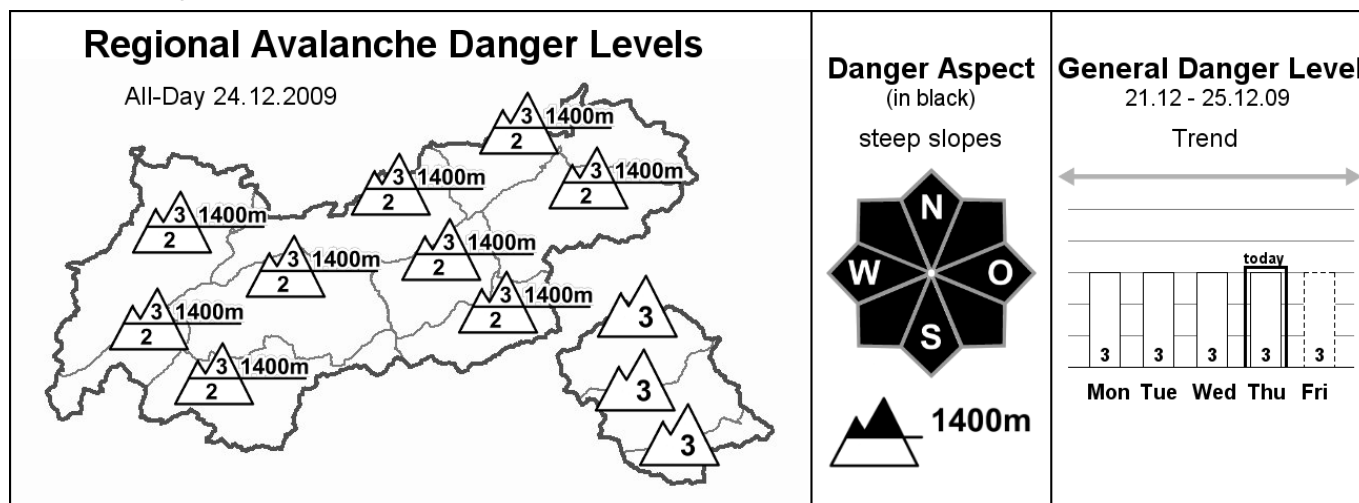 Regional Avalanche Danger Levels
All-Day 24.12.2009
3 1400m
2
3 1400m
2
3 1400m
2
3 1400m
2
3 1400m
2
3 1400m
2
3 1400m
2
3 1400m
2
3 1400m
2
3
3
3
Danger Aspect
(in black)
steep slopes
N
W O
S
1400m
General Danger Level
21.12 - 25.12.09
Trend
today
3 3 3 3 3
Mon Tue Wed Thu Fri